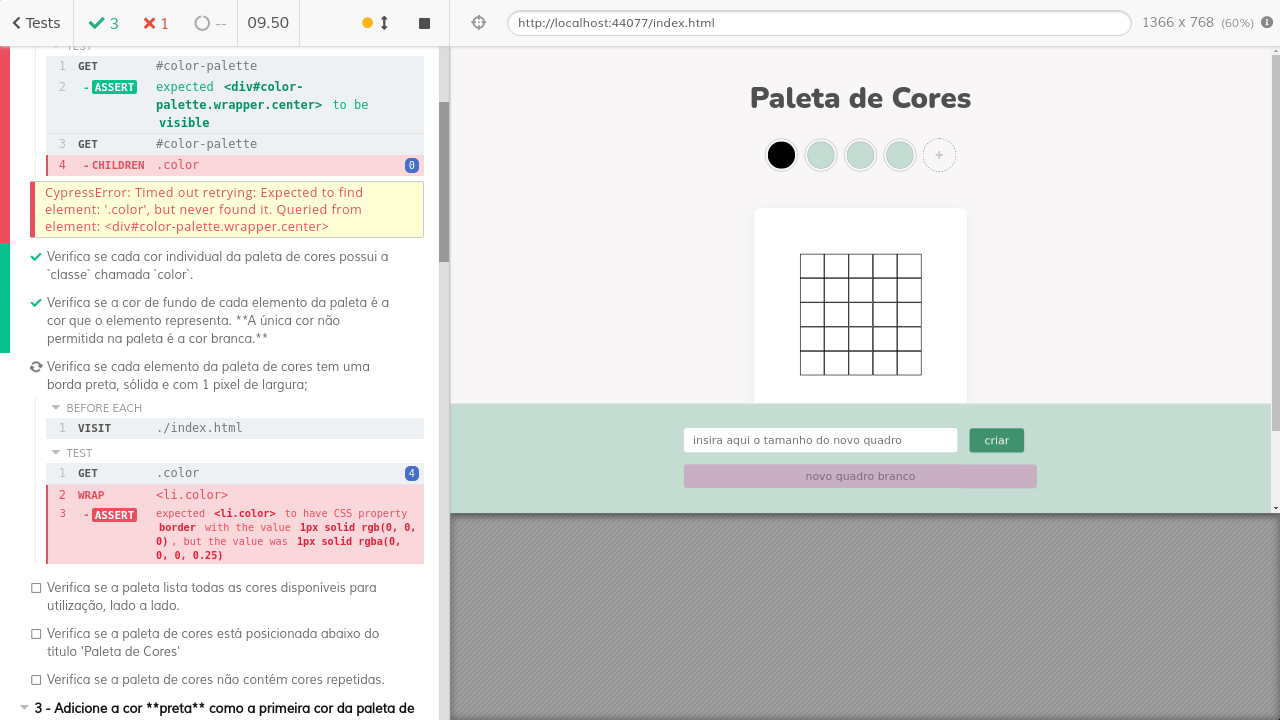 Tests
3
1
--
09.50
http://localhost:44077/index.html
1366 x 768 (60%)
TEST
1 GET #color-palette
2 - ASSERT expected <div#color-
palette.wrapper.center> to be
visible
3 GET #color-palette
4 - CHILDREN .color 0
CypressError: Timed out retrying: Expected to find
element: '.color', but never found it. Queried from
element: <div#color-palette.wrapper.center>
Verifica se cada cor individual da paleta de cores possui a
`classe` chamada `color`.
Verifica se a cor de fundo de cada elemento da paleta é a
cor que o elemento representa. **A única cor não
permitida na paleta é a cor branca.**
Verifica se cada elemento da paleta de cores tem uma
borda preta, sólida e com 1 pixel de largura;
BEFORE EACH
1 VISIT ./index.html
TEST
1 GET .color 4
2 WRAP <li.color>
3 - ASSERT expected <li.color> to have CSS property
border with the value 1px solid rgb(0, 0,
0), but the value was 1px solid rgba(0,
0, 0, 0.25)
Verifica se a paleta lista todas as cores disponíveis para
utilização, lado a lado.
Verifica se a paleta de cores está posicionada abaixo do
título 'Paleta de Cores'
Verifica se a paleta de cores não contém cores repetidas.
3 - Adicione a cor **preta** como a primeira cor da paleta de
Paleta de Cores
+
insira aqui o tamanho do novo quadro
criar
novo quadro branco